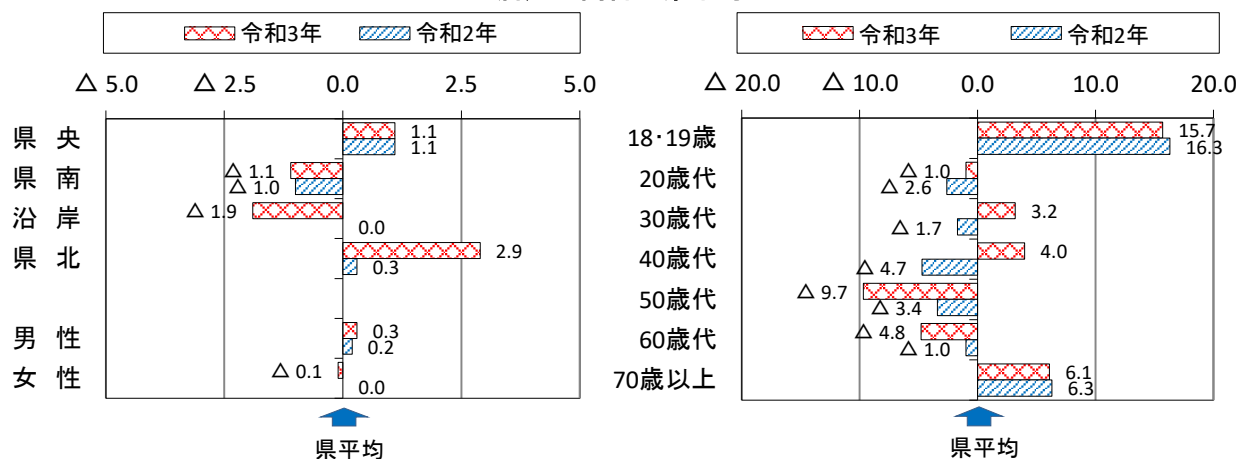 令和3年 令和2年
△ 5.0 △ 2.5 0.0 2.5 5.0
県 央 1.1
1.1
県 南 △ 1.1
△ 1.0
沿 岸 △ 1.9
0.0
県 北 2.9
0.3
男 性 0.3
0.2
女 性 △ 0.1
0.0
県平均
令和3年 令和2年
△ 20.0 △ 10.0 0.0 10.0 20.0
18・19歳 15.7
16.3
20歳代 △ 1.0
△ 2.6
30歳代 3.2
△ 1.7
40歳代 4.0
△ 4.7
50歳代 △ 9.7
△ 3.4
60歳代 △ 4.8
△ 1.0
70歳以上 6.1
6.3
県平均